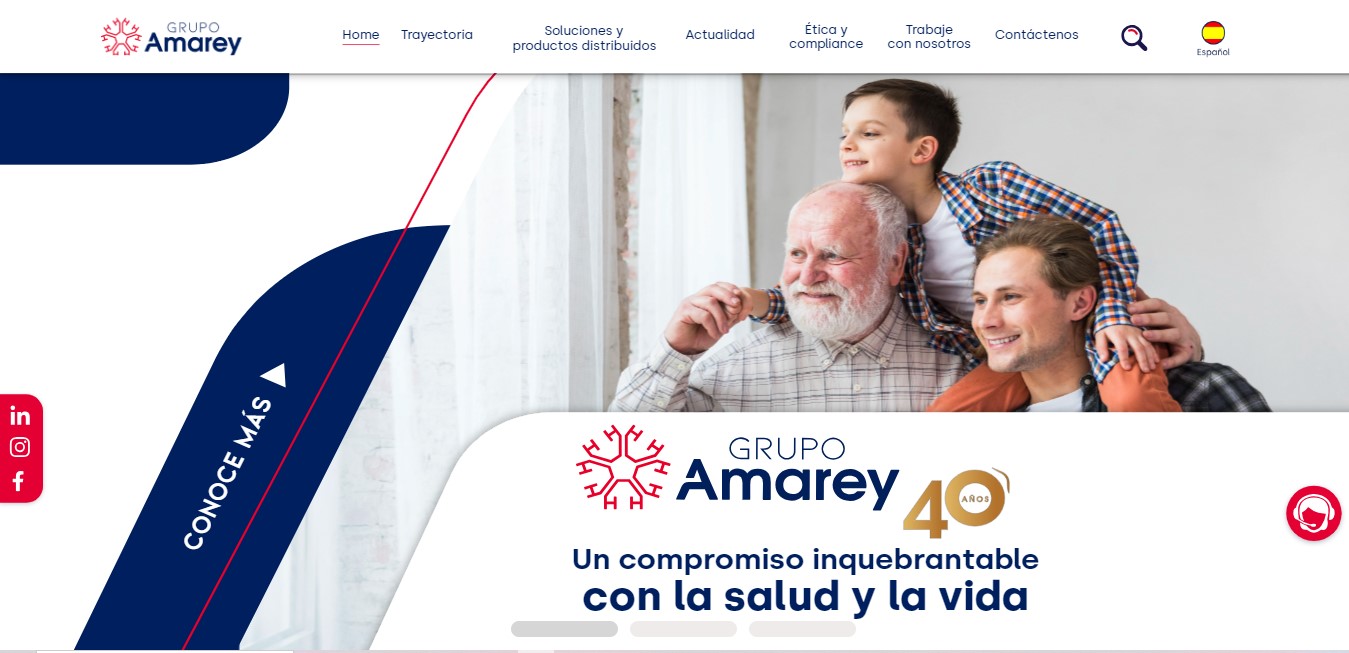 GRUPO
Amarey
Home
Trayectoria
Soluciones y
productos distribuidos
Actualidad
Ética y
compliance
Trabaje
con nosotros
Contáctenos
Español
CONOCE MÁS
in
f
GRUPO
Amarey
40
AÑOS
Un compromiso inquebrantable
con la salud y la vida